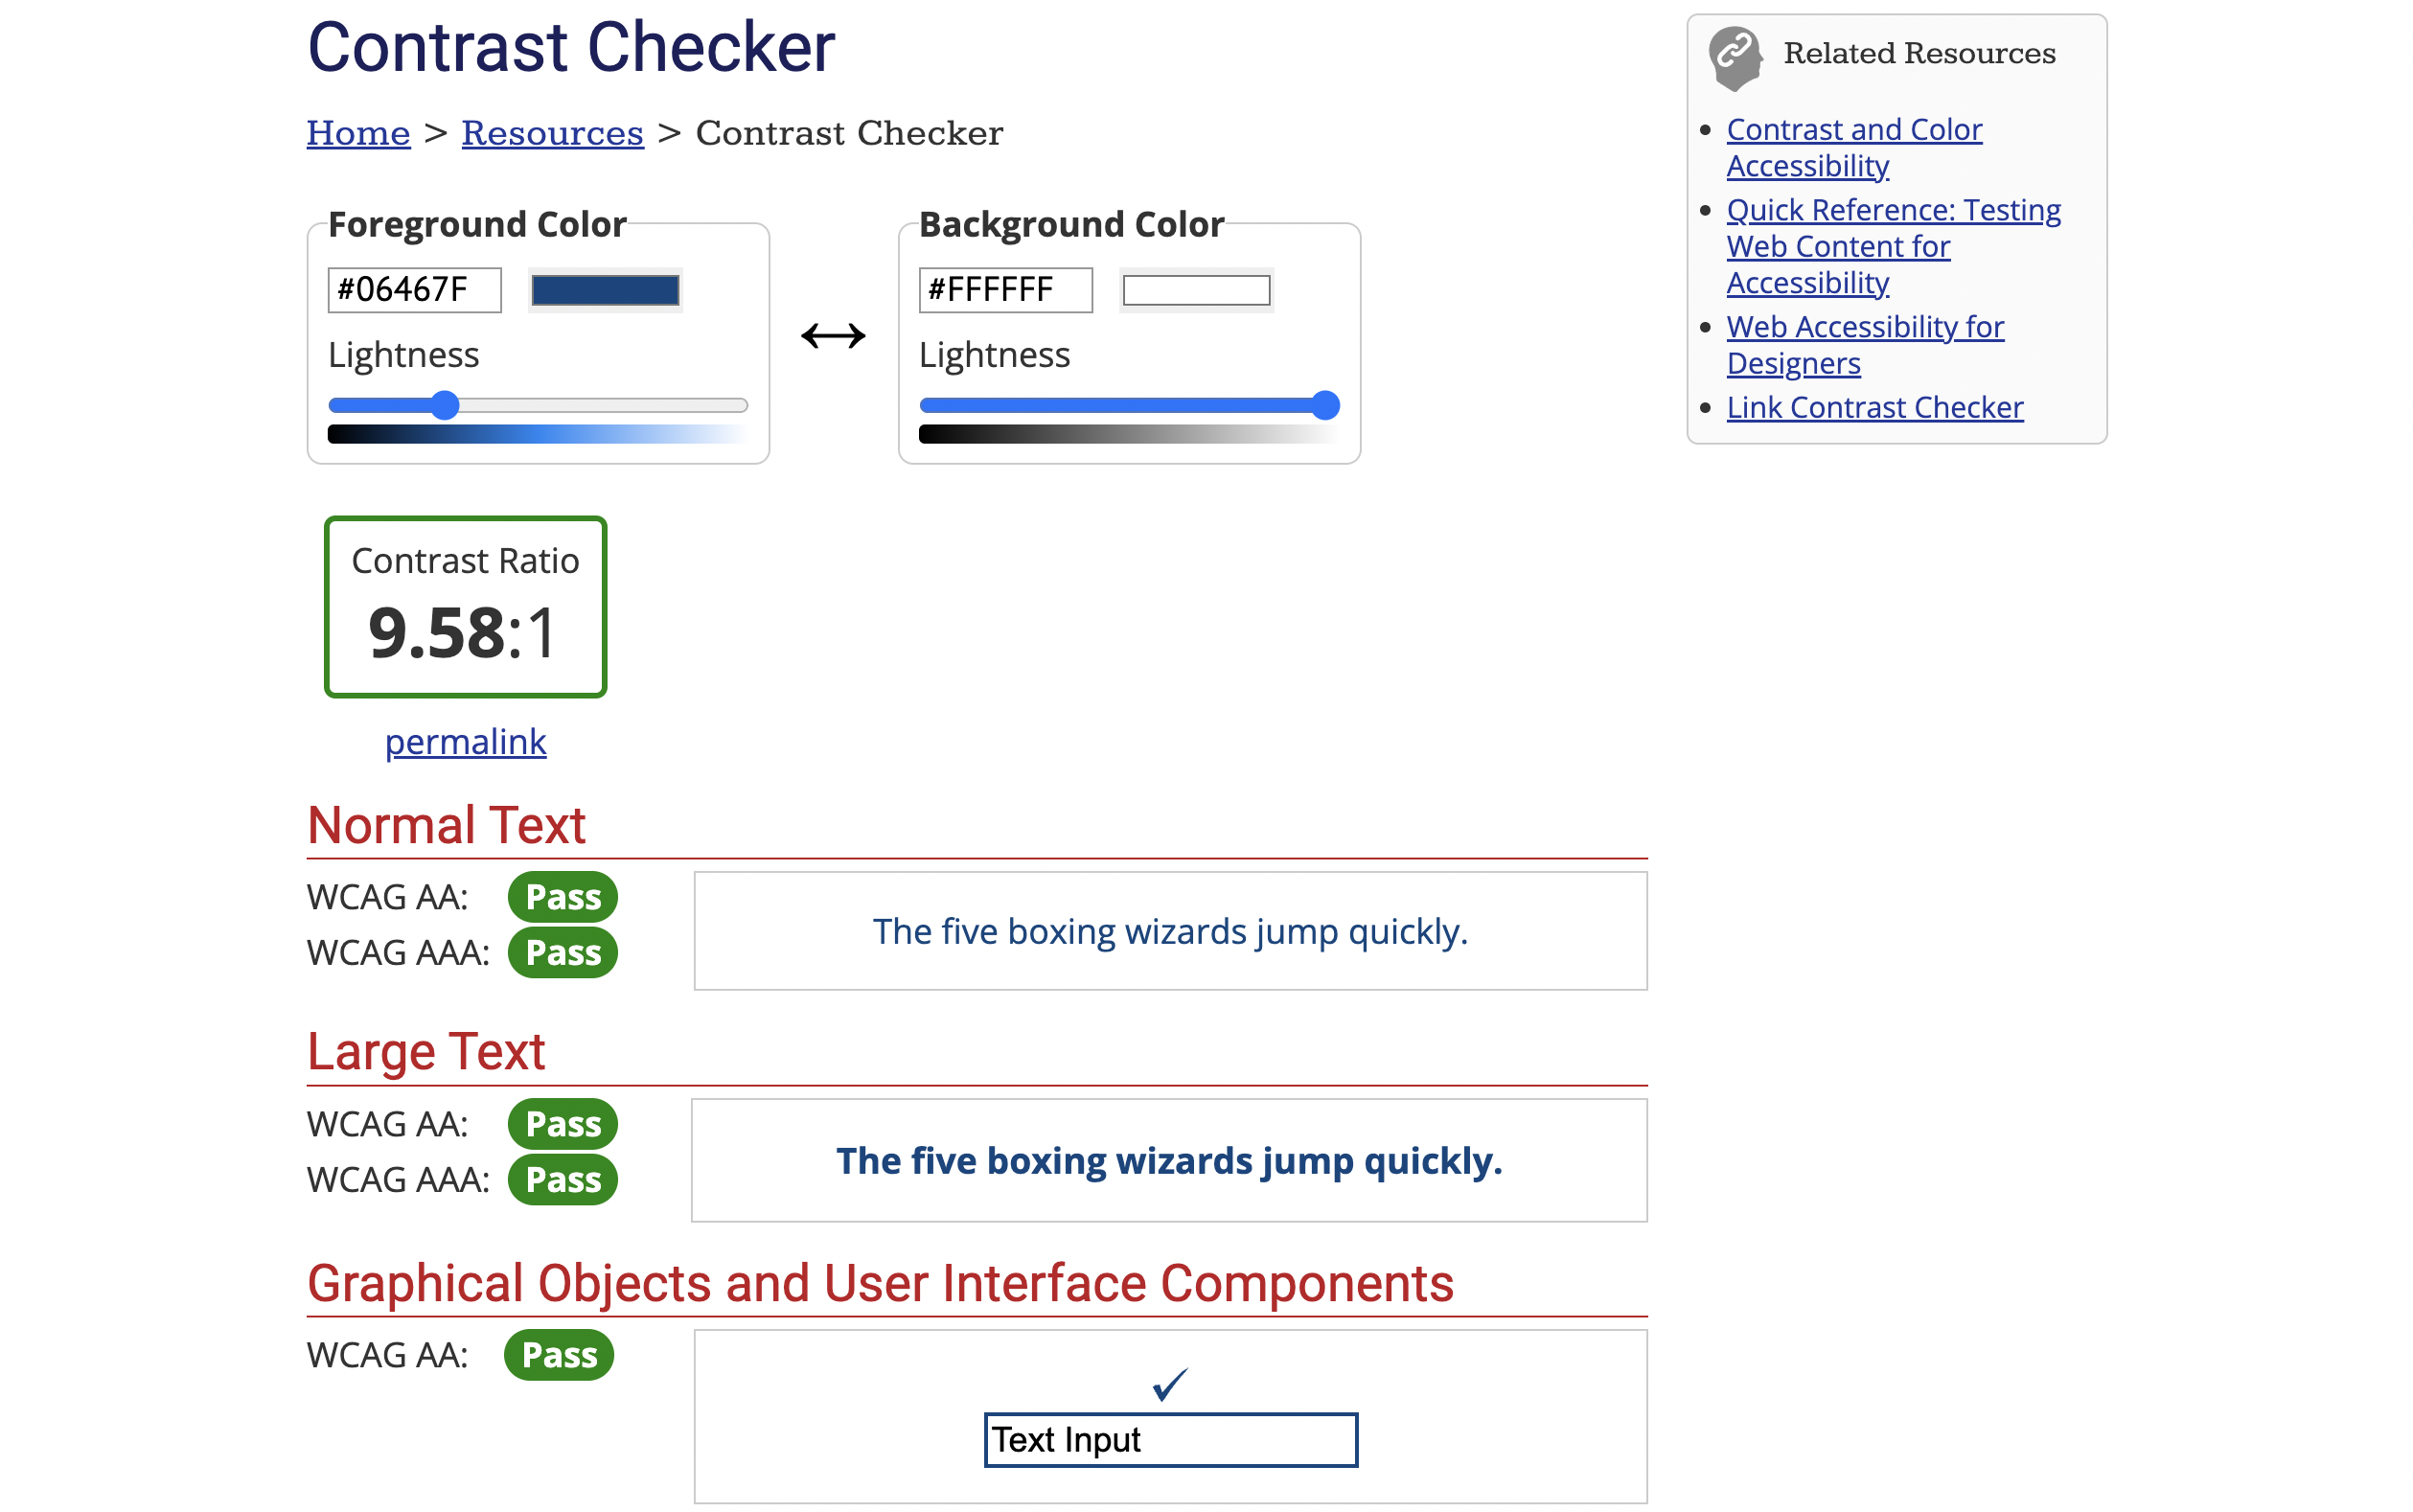 Contrast Checker
Home > Resources > Contrast Checker
Foreground Color
#06467F
Lightness
Background Color
#FFFFFF
Lightness
Contrast Ratio
9.58:1
permalink
Normal Text
WCAG AA: Pass
WCAG AAA: Pass
The five boxing wizards jump quickly.
Large Text
WCAG AA: Pass
WCAG AAA: Pass
The five boxing wizards jump quickly.
Graphical Objects and User Interface Components
WCAG AA: Pass
Text Input
Related Resources
Contrast and Color
Accessibility
Quick Reference: Testing
Web Content for
Accessibility
Web Accessibility for
Designers
Link Contrast Checker